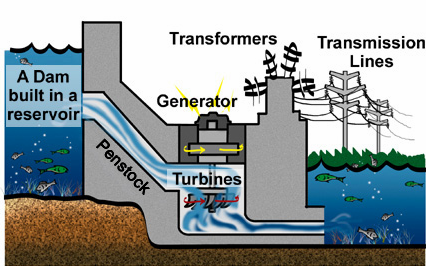 Transformers
Transmission
Lines
A Dam
built in a
reservoir
Generator
Penstock
Turbines